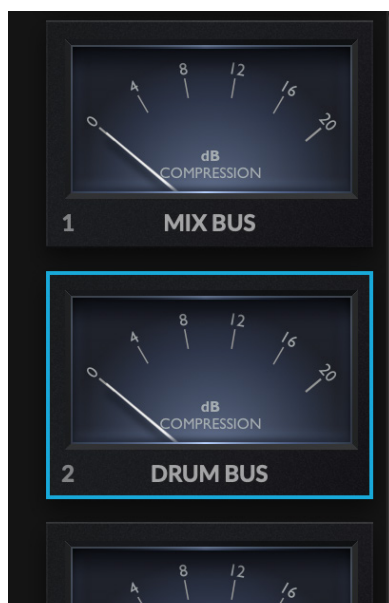 0 4 8 12 16 20
dB
COMPRESSION
1 MIX BUS
0 4 8 12 16 20
dB
COMPRESSION
2 DRUM BUS
4 8 12 16